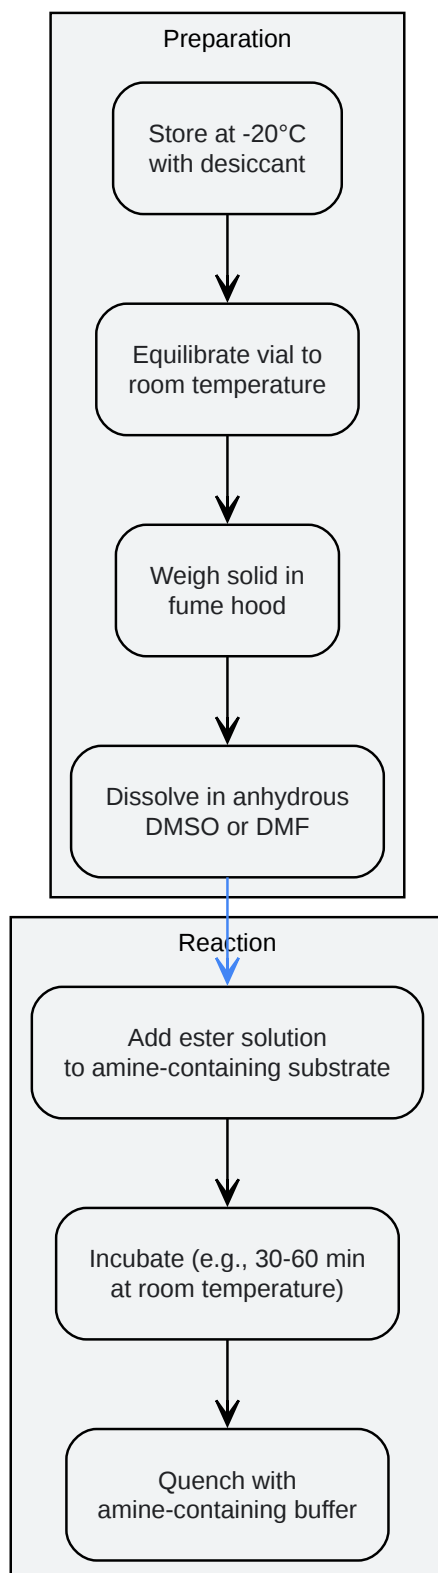 Preparation
Store at -20°C
with desiccant
Equilibrate vial to
room temperature
Weigh solid in
fume hood
Dissolve in anhydrous
DMSO or DMF
Reaction
Add ester solution
to amine-containing substrate
Incubate (e.g., 30-60 min
at room temperature)
Quench with
amine-containing buffer